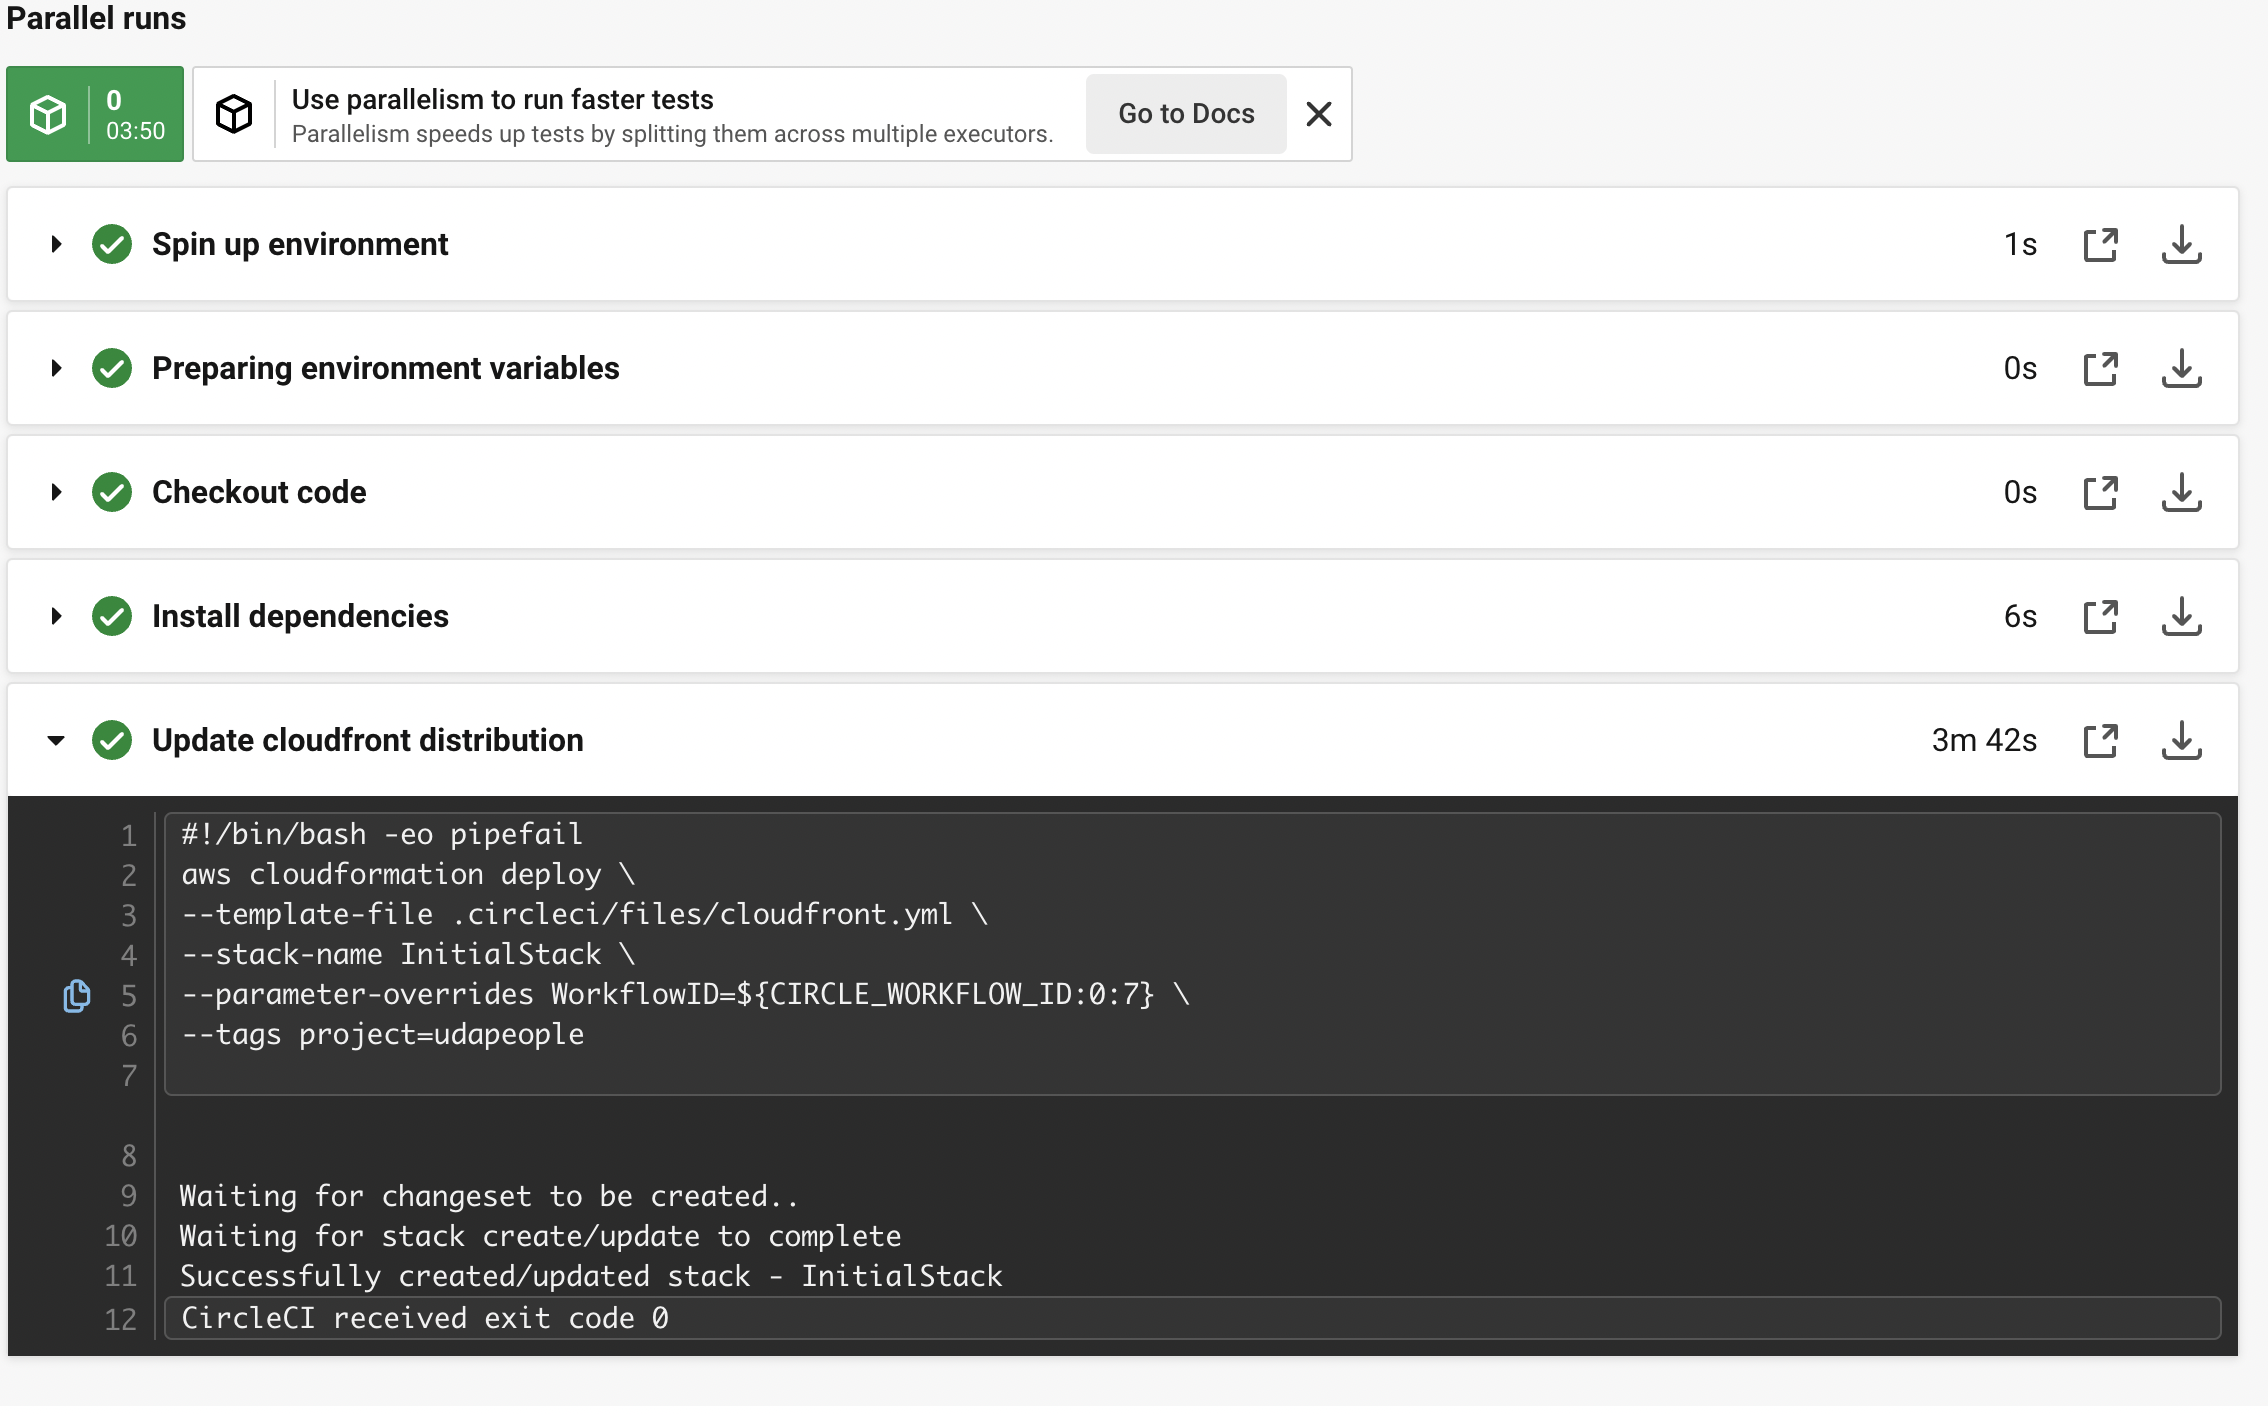 Parallel runs
0
03:50
Use parallelism to run faster tests
Parallelism speeds up tests by splitting them across multiple executors.
Go to Docs
Spin up environment
1s
Preparing environment variables
0s
Checkout code
0s
Install dependencies
6s
Update cloudfront distribution
3m 42s
1 #!/bin/bash -eo pipefail
2 aws cloudformation deploy \
3 --template-file .circleci/files/cloudfront.yml \
4 --stack-name InitialStack \
5 --parameter-overrides WorkflowID=${CIRCLE_WORKFLOW_ID:0:7} \
6 --tags project=udapeople
7
8
9 Waiting for changeset to be created..
10 Waiting for stack create/update to complete
11 Successfully created/updated stack - InitialStack
12 CircleCI received exit code 0